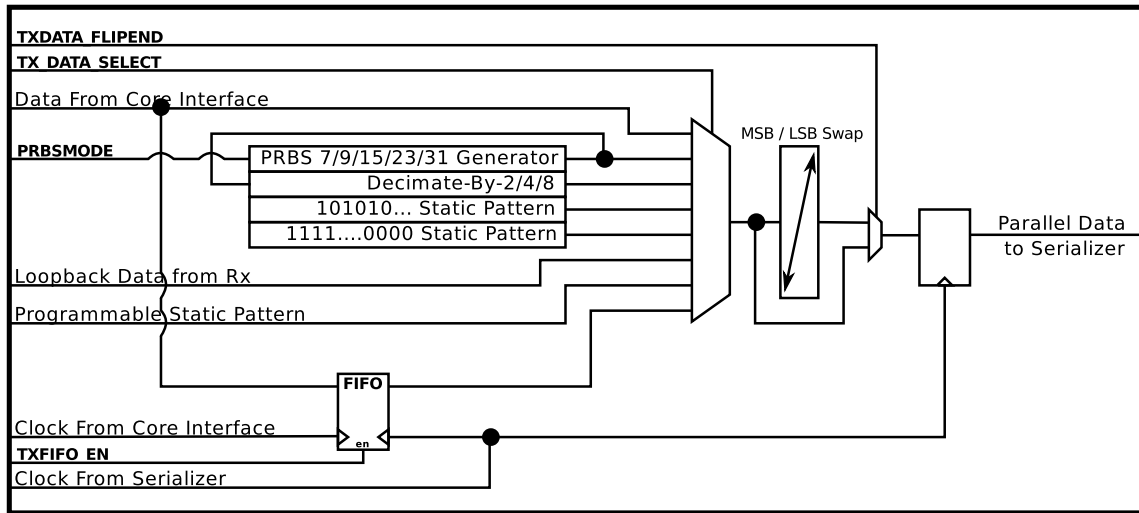 TXDATA_FLIPEND
TX_DATA_SELECT
Data From Core Interface
MSB / LSB Swap
PRBSMODE
PRBS 7/9/15/23/31 Generator
Decimate-By-2/4/8
101010... Static Pattern
1111....0000 Static Pattern
Parallel Data
to Serializer
Loopback Data from Rx
Programmable Static Pattern
FIFO
Clock From Core Interface
en
TXFIFO_EN
Clock From Serializer